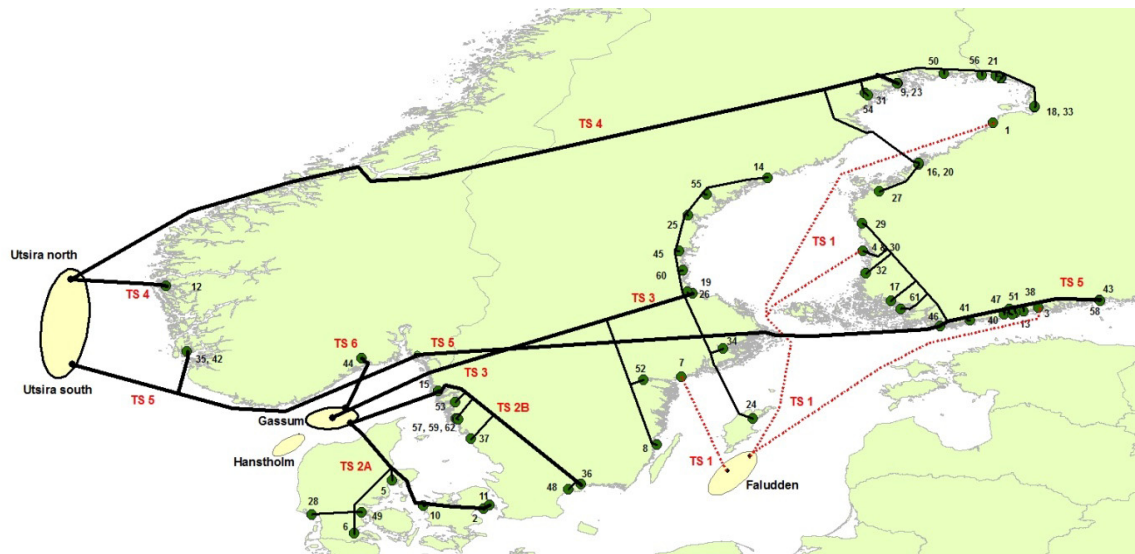 50
56
21
9, 23
31
54
18, 33
1
TS 4
14
16, 20
55
27
TS 1
25
29
Utsira north
45
4 & 30
60
32
TS 4
12
19
26
TS 3
17
61
47
51
38
TS 5
43
41
46
40
13
3
58
35, 42
34
TS 6
44
TS 5
TS 3
7
52
Utsira south
TS 5
15
53
TS 2B
24
TS 1
Gassum
57, 59, 62
37
8
Hanstholm
TS 1
TS 2A
Faludden
36
5
48
28
49
10
11
2
6